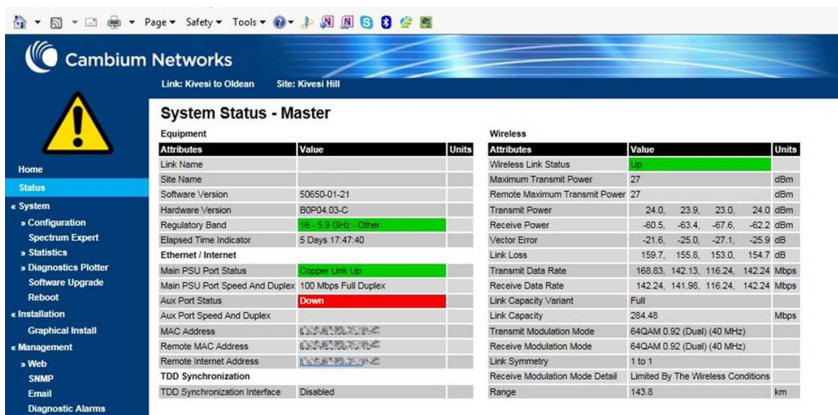 Page Safety Tools
Cambium Networks
Link: Kivesi to Oldean Site: Kivesi Hill
System Status - Master
Home
Status
« System
» Configuration
Spectrum Expert
» Statistics
» Diagnostics Plotter
Software Upgrade
Reboot
« Installation
Graphical Install
« Management
» Web
SNMP
Email
Diagnostic Alarms
Equipment
Attributes Value Units
Link Name
Site Name
Software Version 50650-01-21
Hardware Version B0P04.03-C
Regulatory Band 16 - 5.9 GHz - Other
Elapsed Time Indicator 5 Days 17:47:40
Ethernet / Internet
Main PSU Port Status Copper Link Up
Main PSU Port Speed And Duplex 100 Mbps Full Duplex
Aux Port Status Down
Aux Port Speed And Duplex
MAC Address
Remote MAC Address
Remote Internet Address
TDD Synchronization
TDD Synchronization Interface Disabled
Wireless
Attributes Value Units
Wireless Link Status Up
Maximum Transmit Power 27 dBm
Remote Maximum Transmit Power 27 dBm
Transmit Power 24.0, 23.9, 23.0, 24.0 dBm
Receive Power -60.5, -63.4, -67.6, -62.2 dBm
Vector Error -21.6, -25.0, -27.1, -25.9 dB
Link Loss 159.7, 155.8, 153.0, 154.7 dB
Transmit Data Rate 168.83, 142.13, 116.24, 142.24 Mbps
Receive Data Rate 142.24, 141.98, 116.24, 142.24 Mbps
Link Capacity Variant Full
Link Capacity 284.48 Mbps
Transmit Modulation Mode 64QAM 0.92 (Dual) (40 MHz)
Receive Modulation Mode 64QAM 0.92 (Dual) (40 MHz)
Link Symmetry 1 to 1
Receive Modulation Mode Detail Limited By The Wireless Conditions
Range 143.8 km